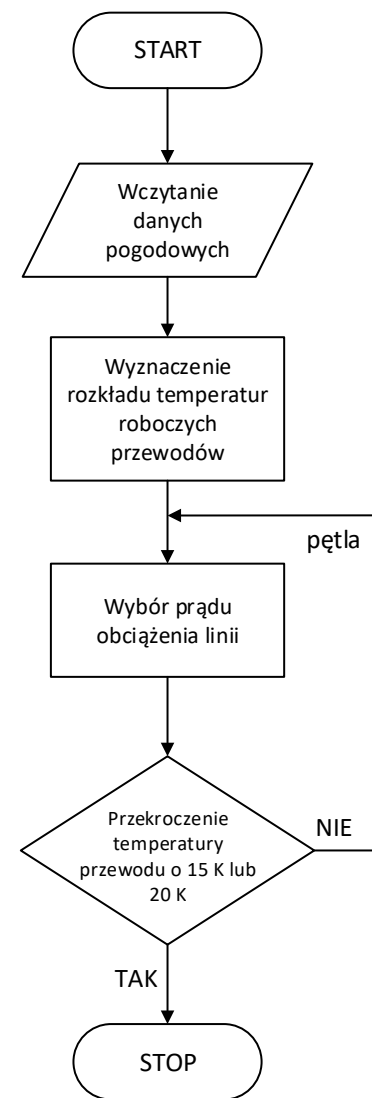 START
Wczytanie
danych
pogodowych
Wyznaczenie
rozkładu temperatur
roboczych
przewodów
pętla
Wybór prądu
obciążenia linii
Przekroczenie
temperatury
przewodu o 15 K lub
20 K
NIE
TAK
STOP